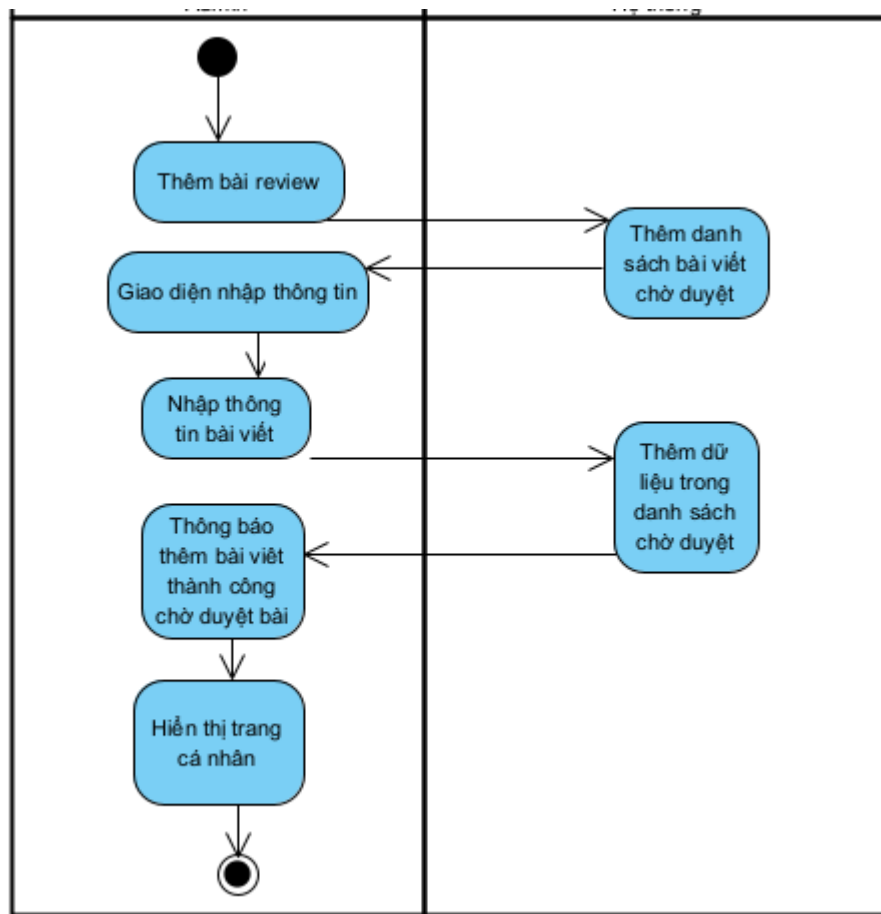 Thêm bài review
Thêm danh
sách bài viết
chờ duyệt
Giao diện nhập thông tin
Nhập thông
tin bài viết
Thêm dữ
liệu trong
danh sách
chờ duyệt
Thông báo
thêm bài viêt
thành công
chờ duyệt bài
Hiển thị trang
cá nhân